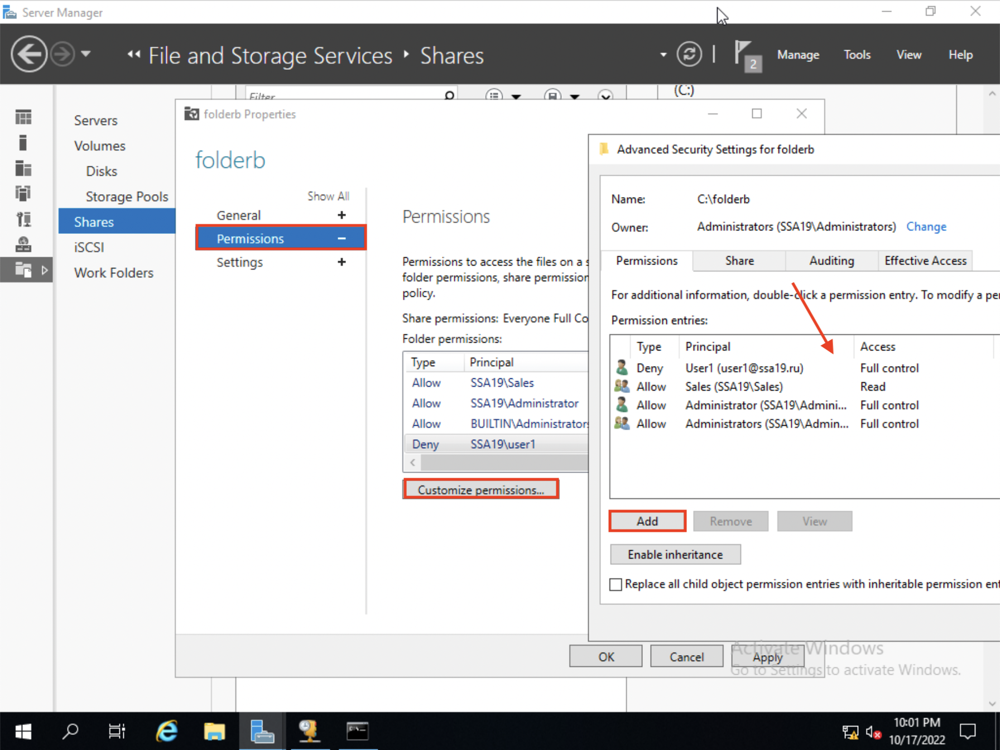 Server Manager
File and Storage Services Shares
2
Manage Tools View Help
Filter
(C:)
Servers
Volumes
Disks
Storage Pools
Shares
iSCSI
Work Folders
folderb Properties
folderb
Show All
General +
Permissions −
Settings +
Permissions
Permissions to access the files on a s
folder permissions, share permission
policy.
Share permissions: Everyone Full Co
Folder permissions:
Type Principal
Allow SSA19\Sales
Allow SSA19\Administrator
Allow BUILTIN\Administrators
Deny SSA19\user1
Customize permissions...
OK Cancel Apply
Advanced Security Settings for folderb
Name: C:\folderb
Owner: Administrators (SSA19\Administrators) Change
Permissions Share Auditing Effective Access
For additional information, double-click a permission entry. To modify a per
Permission entries:
Type Principal Access
Deny User1 (user1@ssa19.ru) Full control
Allow Sales (SSA19\Sales) Read
Allow Administrator (SSA19\Admini... Full control
Allow Administrators (SSA19\Admin... Full control
Add Remove View
Enable inheritance
Replace all child object permission entries with inheritable permission ent
Activate Windows
Go to Settings to activate Windows.
10:01 PM
10/17/2022